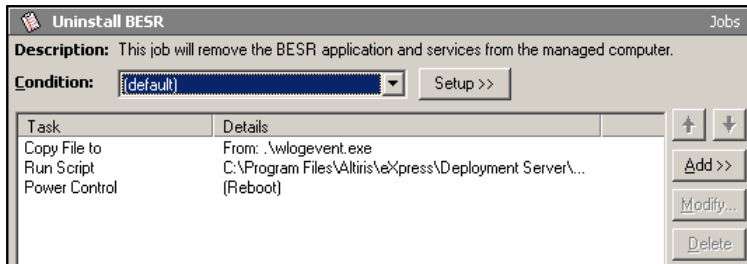 Uninstall BESR Jobs
Description: This job will remove the BESR application and services from the managed computer.
Condition: (default) Setup >>
Task Details
Copy File to From: .\wlogevent.exe
Run Script C:\Program Files\Altiris\eXpress\Deployment Server\...
Power Control (Reboot)
Add >>
Modify...
Delete